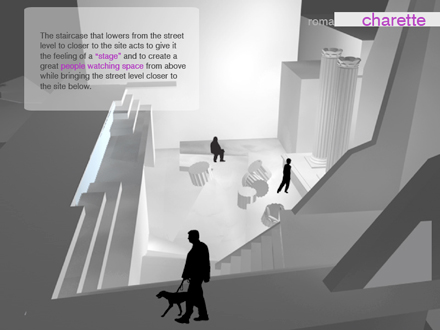 roma charette
The staircase that lowers from the street
level to closer to the site acts to give it
the feeling of a "stage" and to create a
great people watching space from above
while bringing the street level closer to
the site below.